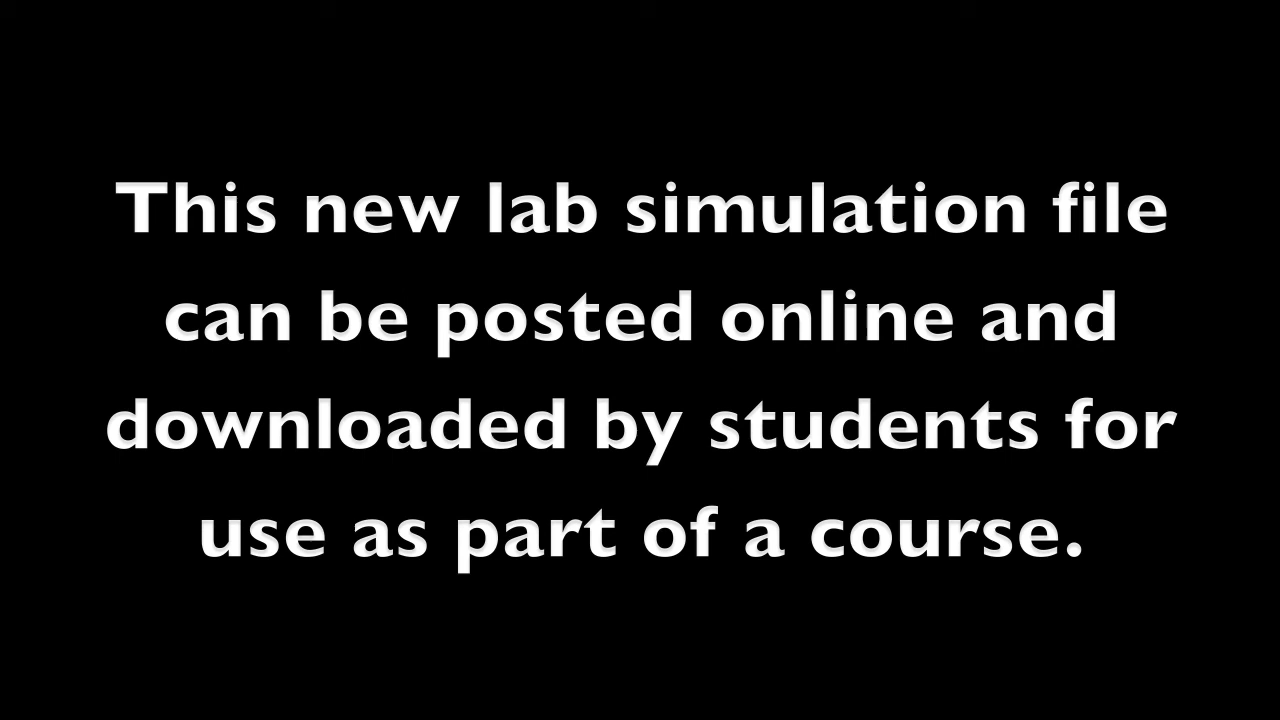 This new lab simulation file
can be posted online and
downloaded by students for
use as part of a course.